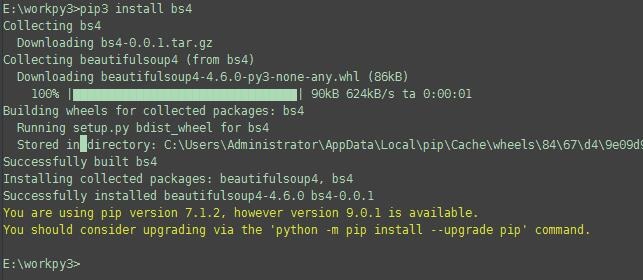 E:\workpy3>pip3 install bs4
Collecting bs4
Downloading bs4-0.0.1.tar.gz
Collecting beautifulsoup4 (from bs4)
Downloading beautifulsoup4-4.6.0-py3-none-any.whl (86kB)
100% |████████████████████████████████| 90kB 624kB/s ta 0:00:01
Building wheels for collected packages: bs4
Running setup.py bdist_wheel for bs4
Stored in directory: C:\Users\Administrator\AppData\Local\pip\Cache\wheels\84\67\d4\9e09d9
Successfully built bs4
Installing collected packages: beautifulsoup4, bs4
Successfully installed beautifulsoup4-4.6.0 bs4-0.0.1
You are using pip version 7.1.2, however version 9.0.1 is available.
You should consider upgrading via the 'python -m pip install --upgrade pip' command.
E:\workpy3>